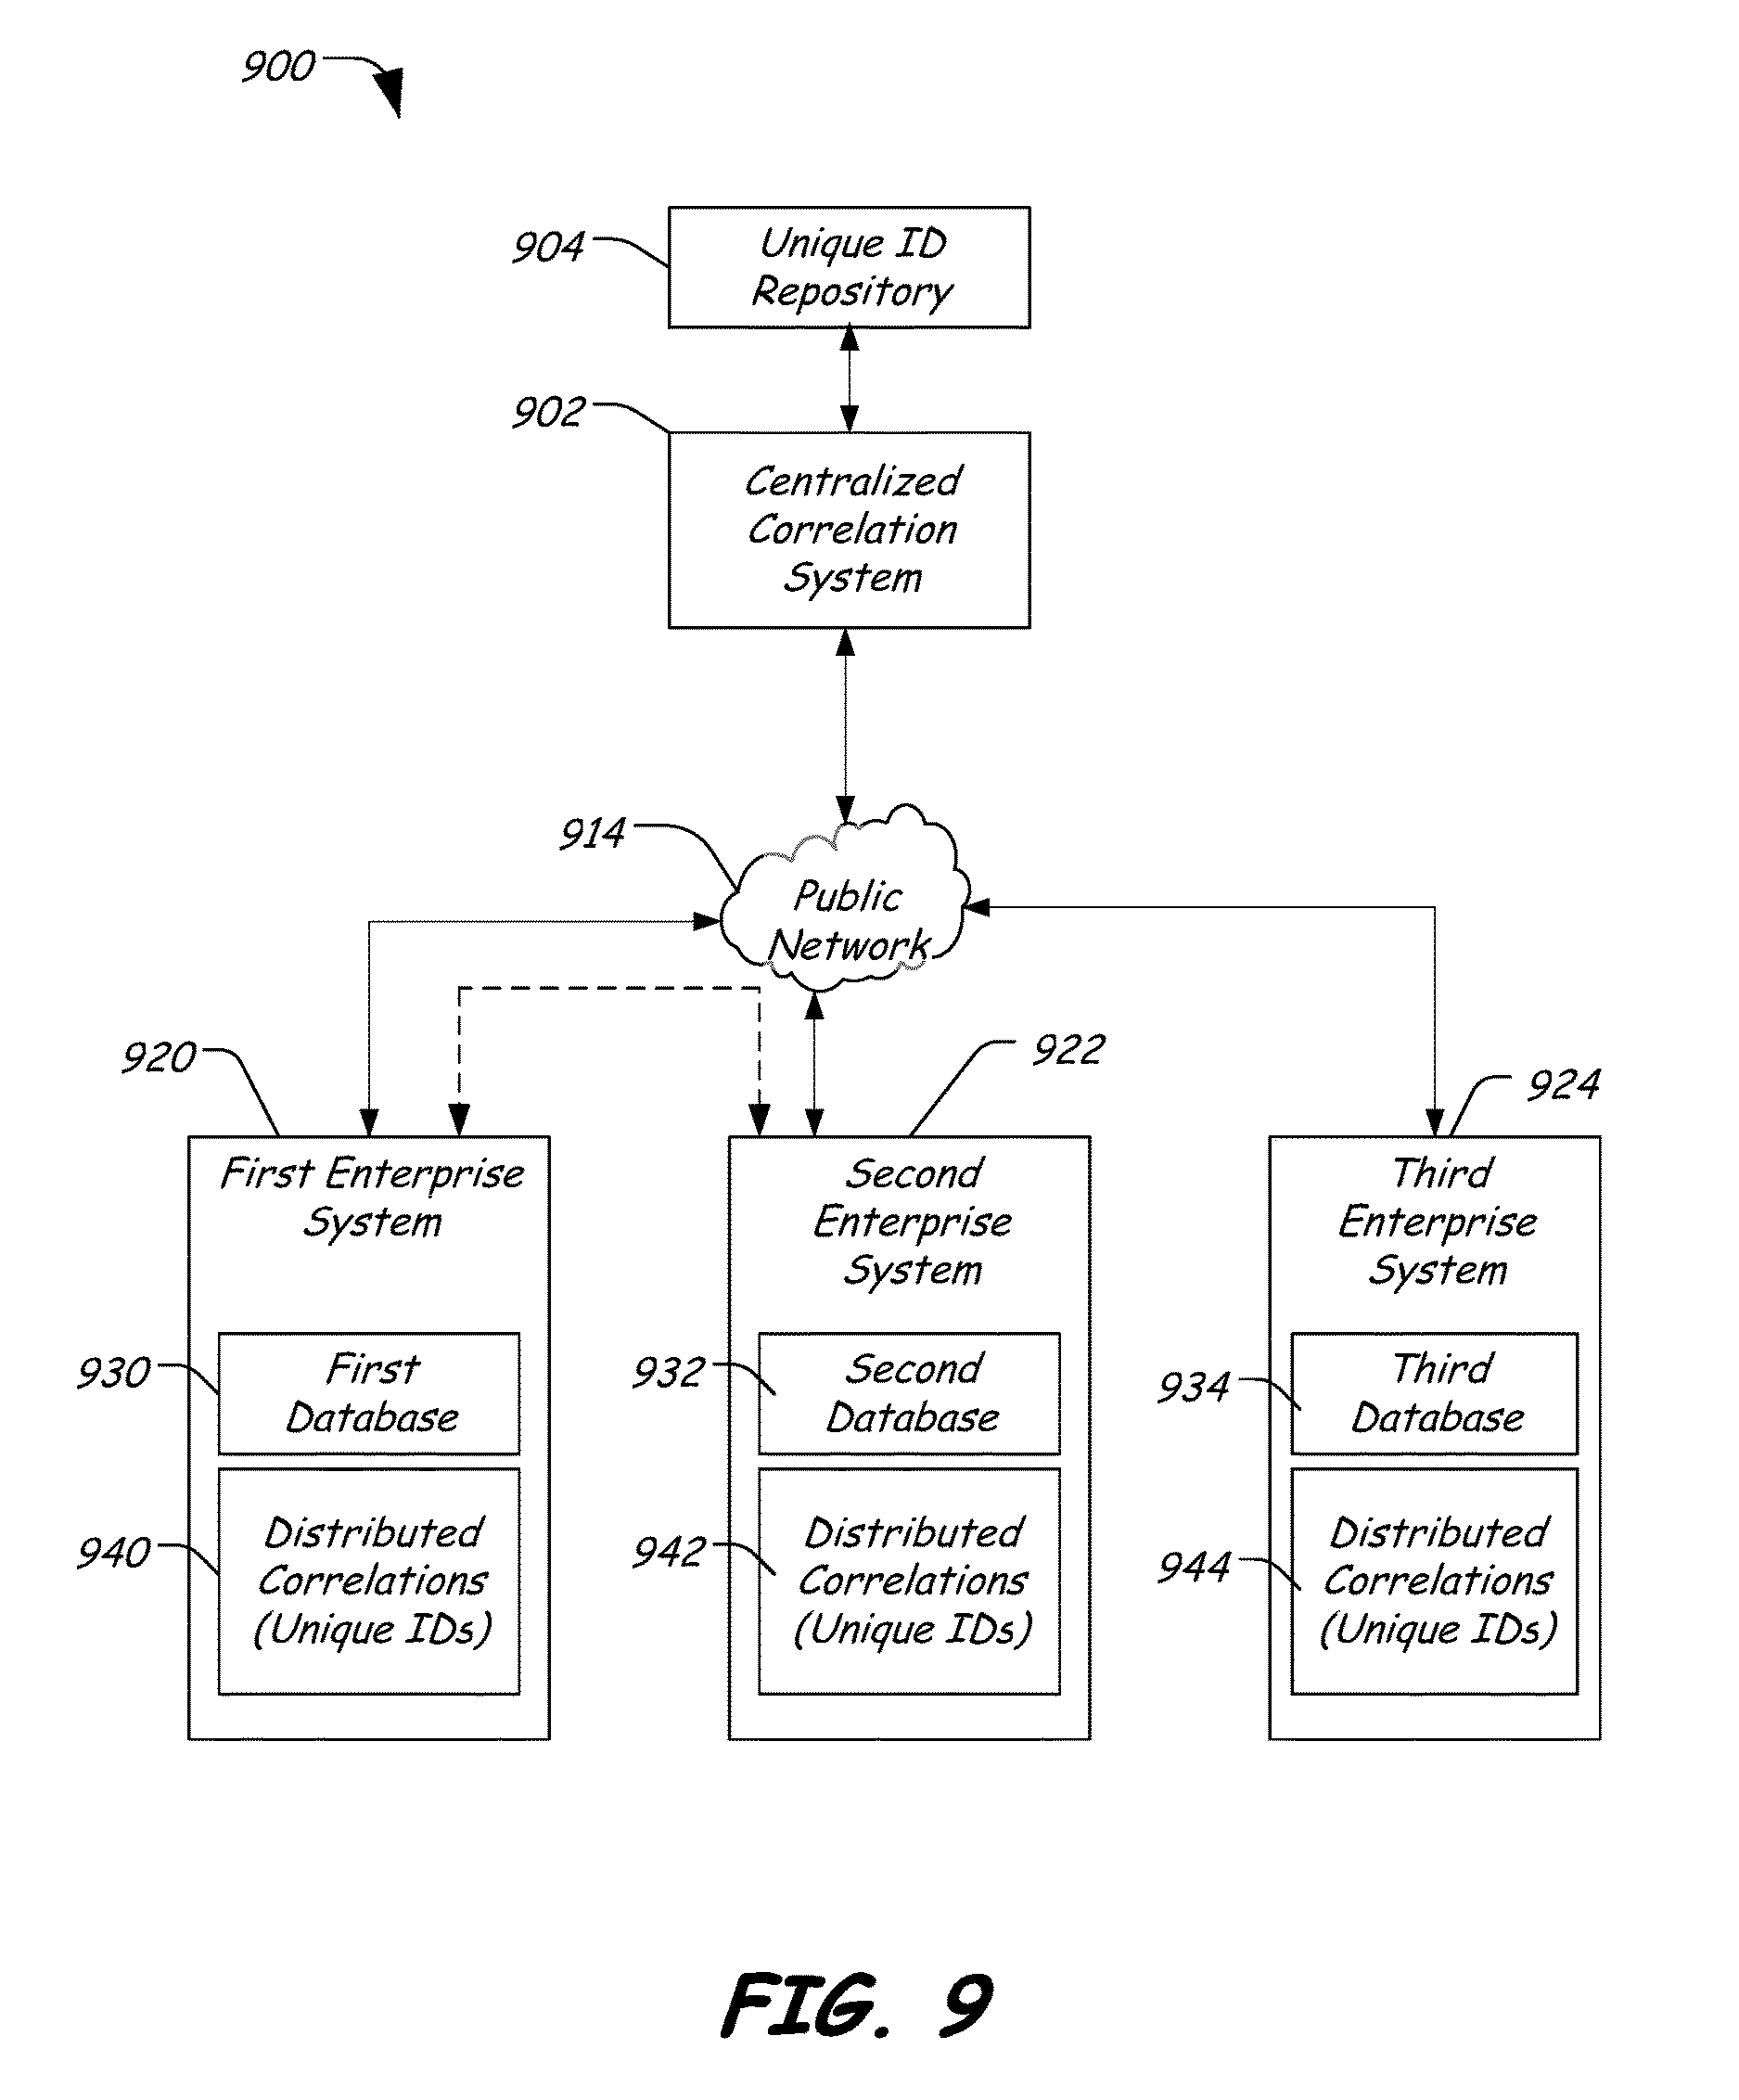 900
904
Unique ID
Repository
902
Centralized
Correlation
System
914
Public
Network
920
922
924
First Enterprise
System
Second
Enterprise
System
Third
Enterprise
System
930
First
Database
932
Second
Database
934
Third
Database
940
Distributed
Correlations
(Unique IDs)
942
Distributed
Correlations
(Unique IDs)
944
Distributed
Correlations
(Unique IDs)
FIG. 9